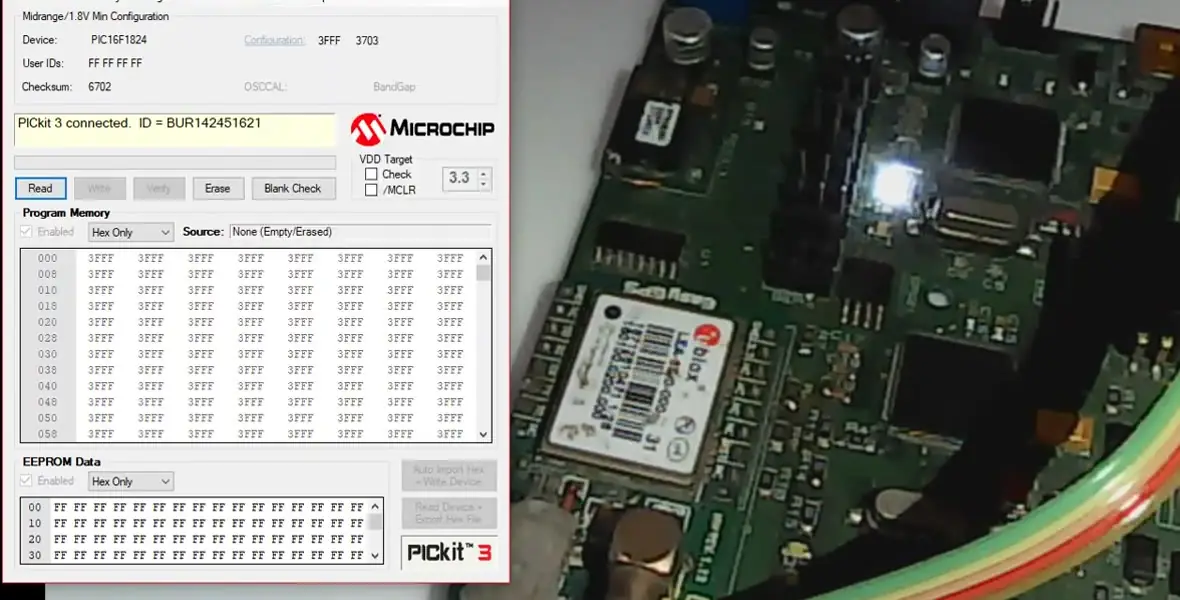 Midrange/1.8V Min Configuration
Device: PIC16F1824 Configuration: 3FFF 3703
User IDs: FF FF FF FF
Checksum: 6702 OSCCAL: BandGap
PICkit 3 connected. ID = BUR142451621
MICROCHIP
VDD Target
Check
/MCLR
3.3
Read Write Verify Erase Blank Check
Program Memory
Enabled Hex Only Source: None (Empty/Erased)
000 3FFF 3FFF 3FFF 3FFF 3FFF 3FFF 3FFF 3FFF
008 3FFF 3FFF 3FFF 3FFF 3FFF 3FFF 3FFF 3FFF
010 3FFF 3FFF 3FFF 3FFF 3FFF 3FFF 3FFF 3FFF
018 3FFF 3FFF 3FFF 3FFF 3FFF 3FFF 3FFF 3FFF
020 3FFF 3FFF 3FFF 3FFF 3FFF 3FFF 3FFF 3FFF
028 3FFF 3FFF 3FFF 3FFF 3FFF 3FFF 3FFF 3FFF
030 3FFF 3FFF 3FFF 3FFF 3FFF 3FFF 3FFF 3FFF
038 3FFF 3FFF 3FFF 3FFF 3FFF 3FFF 3FFF 3FFF
040 3FFF 3FFF 3FFF 3FFF 3FFF 3FFF 3FFF 3FFF
048 3FFF 3FFF 3FFF 3FFF 3FFF 3FFF 3FFF 3FFF
050 3FFF 3FFF 3FFF 3FFF 3FFF 3FFF 3FFF 3FFF
058 3FFF 3FFF 3FFF 3FFF 3FFF 3FFF 3FFF 3FFF
EEPROM Data
Enabled Hex Only
00 FF FF FF FF FF FF FF FF FF FF FF FF FF FF FF FF
10 FF FF FF FF FF FF FF FF FF FF FF FF FF FF FF FF
20 FF FF FF FF FF FF FF FF FF FF FF FF FF FF FF FF
30 FF FF FF FF FF FF FF FF FF FF FF FF FF FF FF FF
Auto Import Hex
+ Write Device
Read Device +
Export Hex File
PICkit™ 3
blox